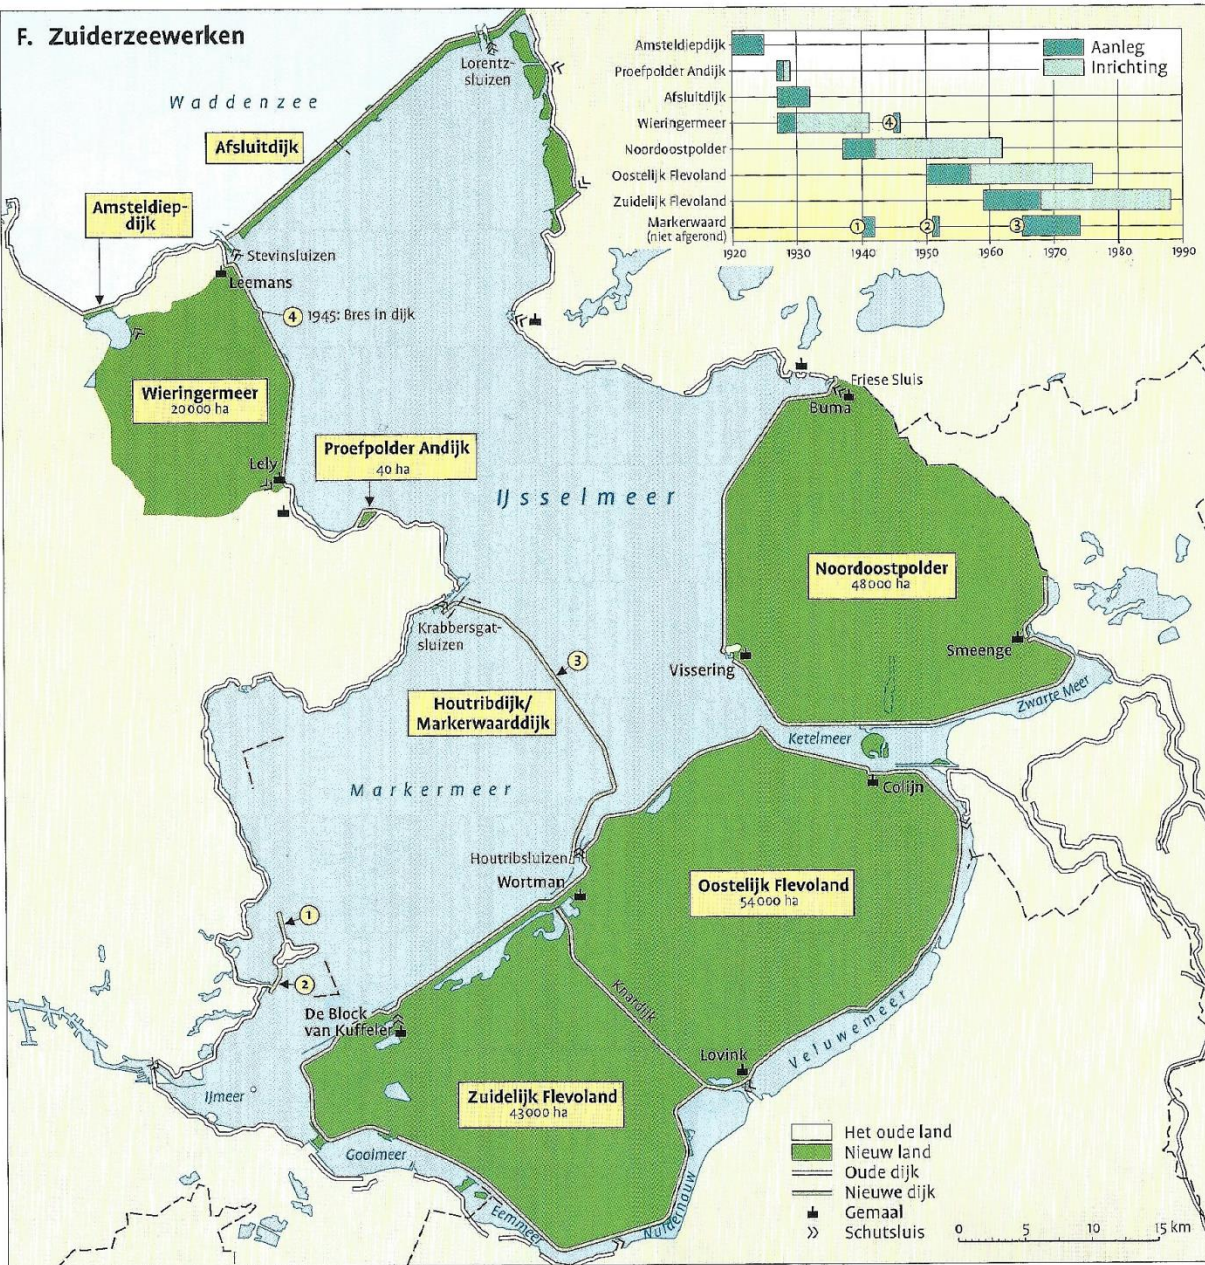 F. Zuiderzeewerken
Amsteldiepdijk
Proefpolder Andijk
Afsluitdijk
Wieringermeer
Noordoostpolder
Oostelijk Flevoland
Zuidelijk Flevoland
Markerwaard
(niet afgerond)
Aanleg
Inrichting
4
1
2
3
1920 1930 1940 1950 1960 1970 1980 1990
Lorentz-
sluizen
Waddenzee
Afsluitdijk
Amsteldiep-
dijk
Stevinsluizen
Leemans
4 1945: Bres in dijk
Wieringermeer
20000 ha
Friese Sluis
Buma
Lely
Proefpolder Andijk
40 ha
IJsselmeer
Noordoostpolder
48000 ha
Krabbersgat-
sluizen
3
Vissering
Smeenge
Houtribdijk/
Markerwaarddijk
Zwarte Meer
Ketelmeer
Markermeer
Colijn
Houtribsluizen
Wortman
Oostelijk Flevoland
54000 ha
1
2
Knardijk
De Block
van Kuffeler
Veluwemeer
Lovink
IJmeer
Zuidelijk Flevoland
43000 ha
Gooimeer
Eemmeer
Nuldernauw
Het oude land
Nieuw land
Oude dijk
Nieuwe dijk
Gemaal
Schutsluis
0 5 10 15 km